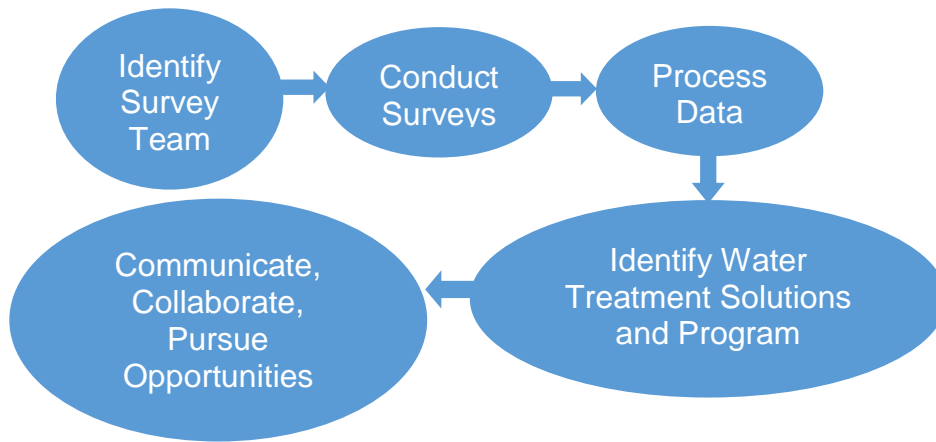 Identify
Survey
Team
Conduct
Surveys
Process
Data
Identify Water
Treatment Solutions
and Program
Communicate,
Collaborate,
Pursue
Opportunities